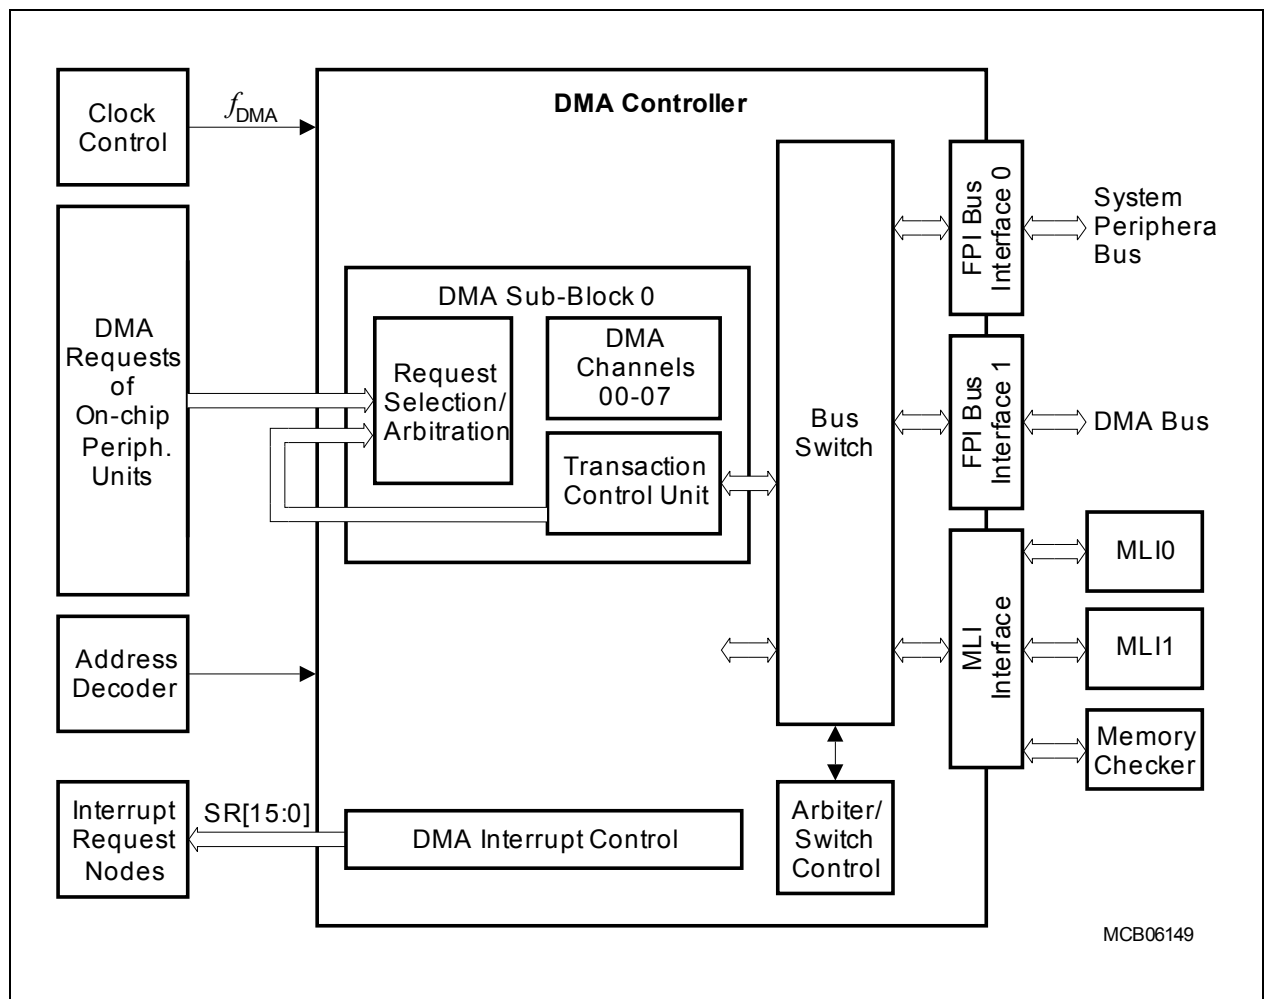 DMA Controller
Clock
Control
fDMA
DMA
Requests
of
On-chip
Periph.
Units
Address
Decoder
Interrupt
Request
Nodes
SR[15:0]
DMA Sub-Block 0
Request
Selection/
Arbitration
DMA
Channels
00-07
Transaction
Control Unit
DMA Interrupt Control
Bus
Switch
Arbiter/
Switch
Control
FPI Bus
Interface 0
FPI Bus
Interface 1
MLI
Interface
System
Periphera
Bus
DMA Bus
MLI0
MLI1
Memory
Checker
MCB06149